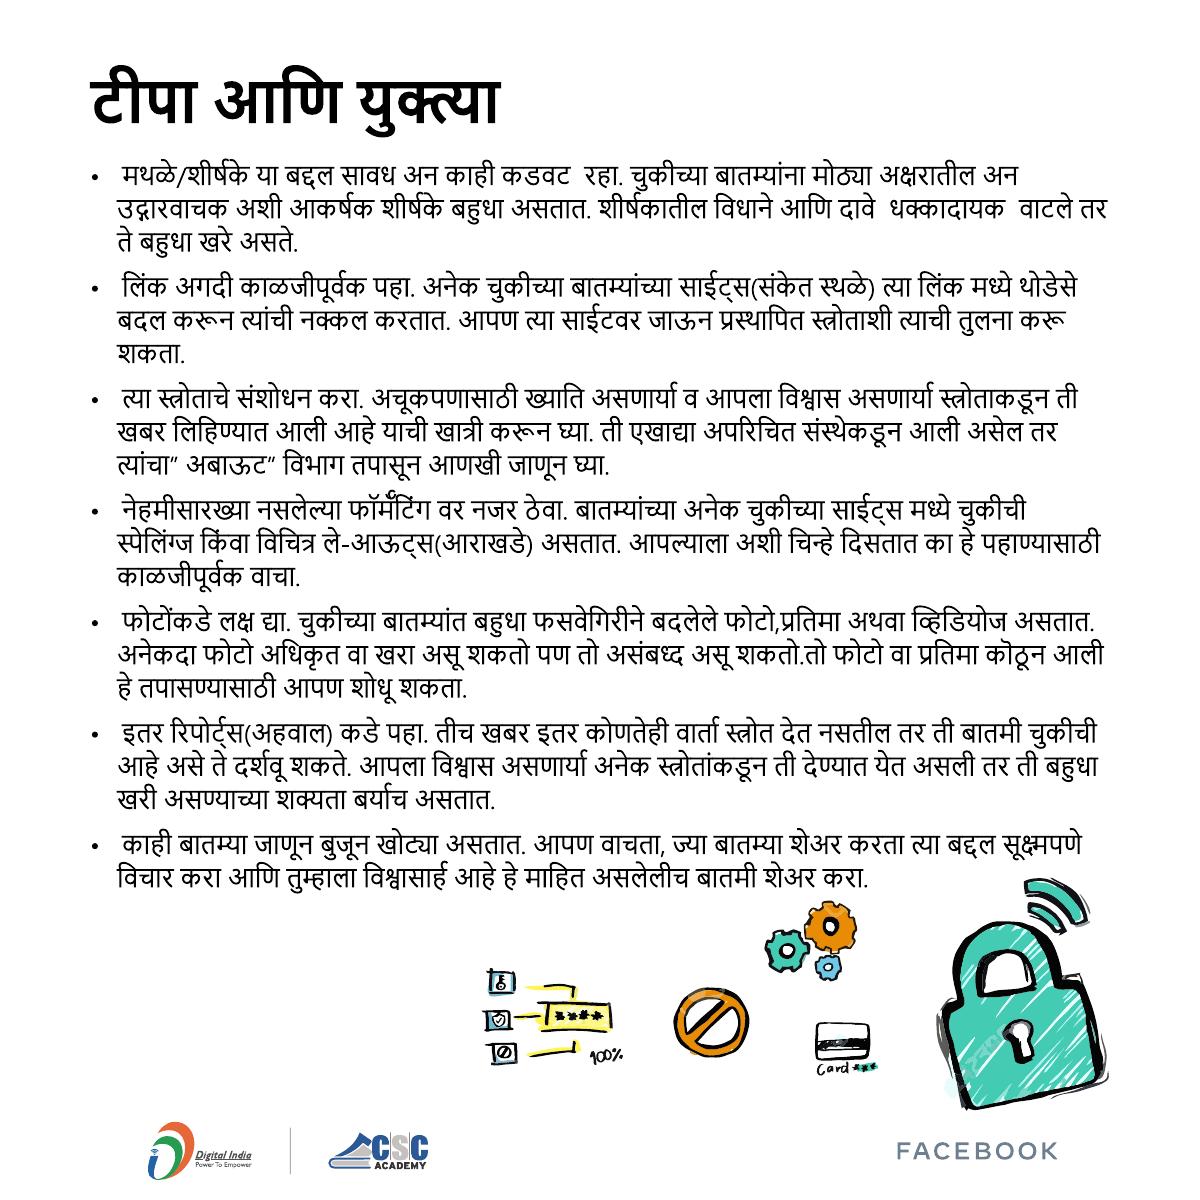 टीपा आणि युक्त्या
• मथळे/शीर्षके या बद्दल सावध अन काही कडवट रहा. चुकीच्या बातम्यांना मोठ्या अक्षरातील अन
उद्गारवाचक अशी आकर्षक शीर्षके बहुधा असतात. शीर्षकातील विधाने आणि दावे धक्कादायक वाटले तर
ते बहुधा खरे असते.
• लिंक अगदी काळजीपूर्वक पहा. अनेक चुकीच्या बातम्यांच्या साईट्स(संकेत स्थळे) त्या लिंक मध्ये थोडेसे
बदल करून त्यांची नक्कल करतात. आपण त्या साईटवर जाऊन प्रस्थापित स्त्रोताशी त्याची तुलना करू
शकता.
• त्या स्त्रोताचे संशोधन करा. अचूकपणासाठी ख्याति असणार्या व आपला विश्वास असणार्या स्त्रोताकडून ती
खबर लिहिण्यात आली आहे याची खात्री करून घ्या. ती एखाद्या अपरिचित संस्थेकडून आली असेल तर
त्यांचा" अबाऊट" विभाग तपासून आणखी जाणून घ्या.
• नेहमीसारख्या नसलेल्या फॉर्मॅटिंग वर नजर ठेवा. बातम्यांच्या अनेक चुकीच्या साईट्स मध्ये चुकीची
स्पेलिंग्ज किंवा विचित्र ले-आऊट्स(आराखडे) असतात. आपल्याला अशी चिन्हे दिसतात का हे पहाण्यासाठी
काळजीपूर्वक वाचा.
• फोटोंकडे लक्ष द्या. चुकीच्या बातम्यांत बहुधा फसवेगिरीने बदलेले फोटो,प्रतिमा अथवा व्हिडियोज असतात.
अनेकदा फोटो अधिकृत वा खरा असू शकतो पण तो असंबध्द असू शकतो.तो फोटो वा प्रतिमा कॊठून आली
हे तपासण्यासाठी आपण शोधू शकता.
• इतर रिपोर्ट्स(अहवाल) कडे पहा. तीच खबर इतर कोणतेही वार्ता स्त्रोत देत नसतील तर ती बातमी चुकीची
आहे असे ते दर्शवू शकते. आपला विश्वास असणार्या अनेक स्त्रोतांकडून ती देण्यात येत असली तर ती बहुधा
खरी असण्याच्या शक्यता बर्याच असतात.
• काही बातम्या जाणून बुजून खोट्या असतात. आपण वाचता, ज्या बातम्या शेअर करता त्या बद्दल सूक्ष्मपणे
विचार करा आणि तुम्हाला विश्वासार्ह आहे हे माहित असलेलीच बातमी शेअर करा.
****
100%
Card ***
Digital India
Power To Empower
CSC
ACADEMY
FACEBOOK